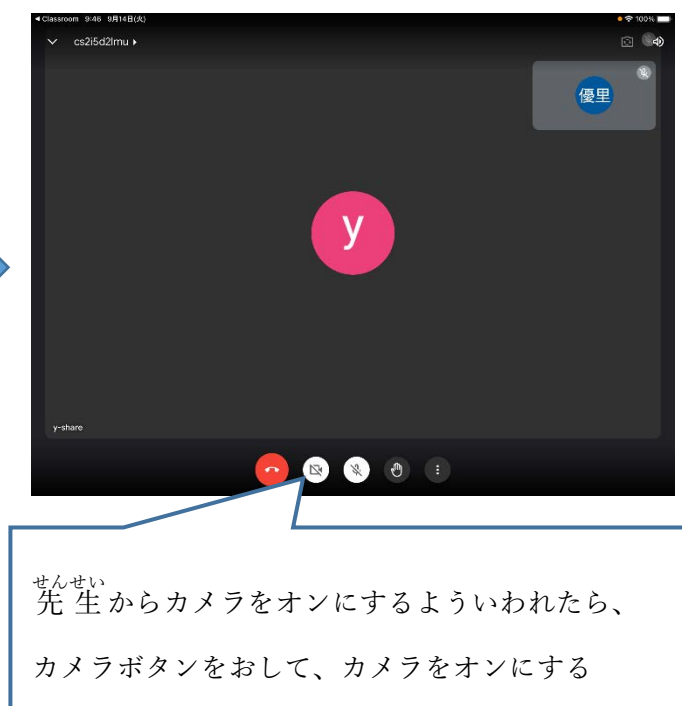 ◀Classroom 9:46 9月14日(火) 100%
cs2i5d2lmu ▸
優里
y
y-share
せんせい
先生からカメラをオンにするよういわれたら、
カメラボタンをおして、カメラをオンにする